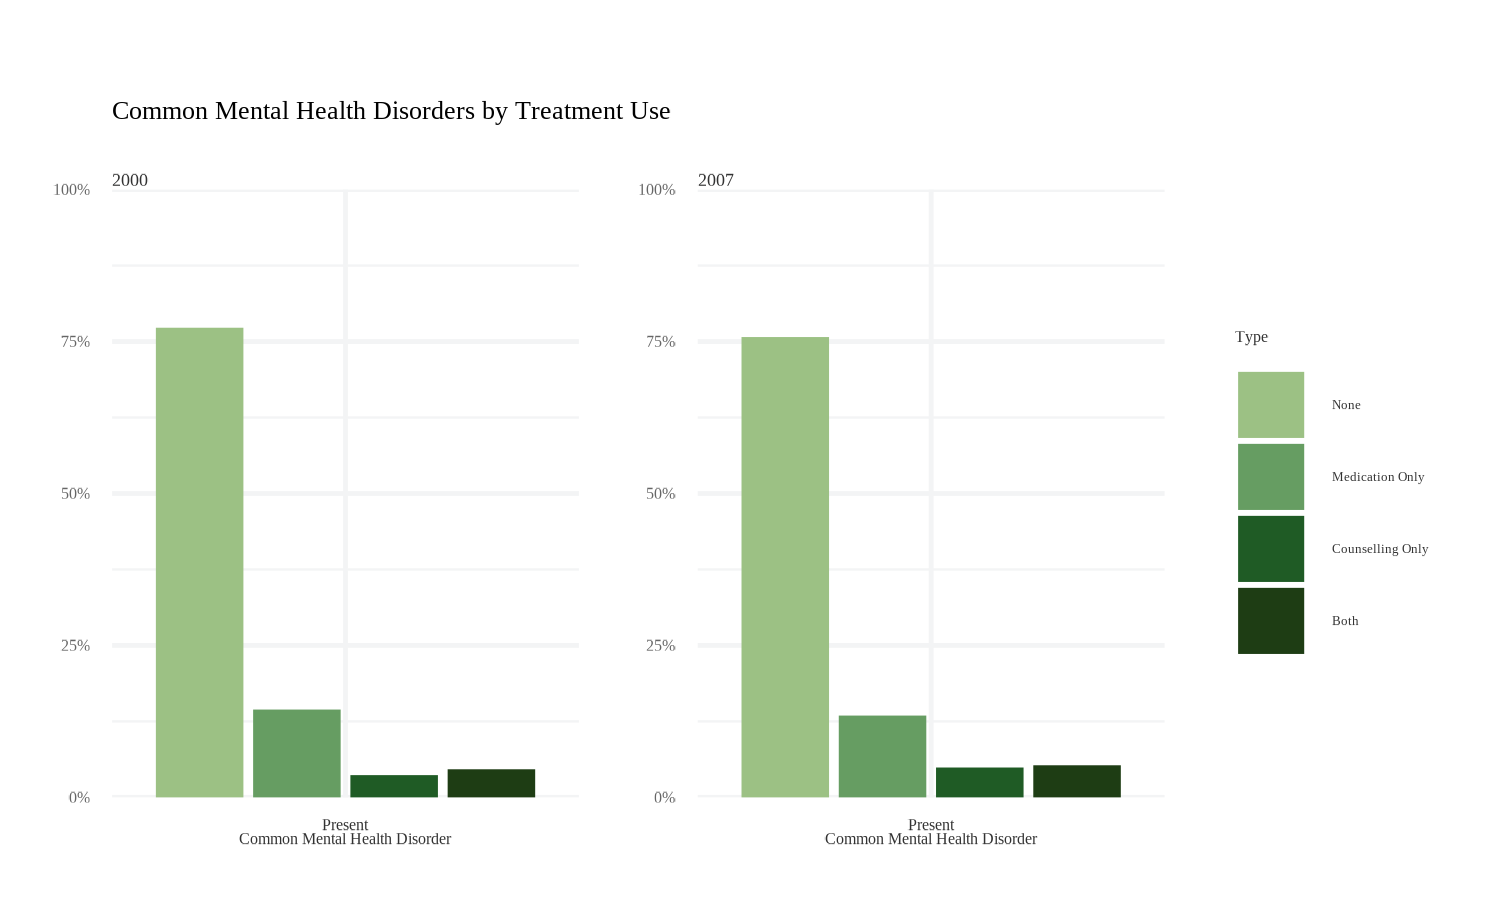 Common Mental Health Disorders by Treatment Use
2000
100%
75%
50%
25%
0%
Present
Common Mental Health Disorder
2007
100%
75%
50%
25%
0%
Present
Common Mental Health Disorder
Type
None
Medication Only
Counselling Only
Both